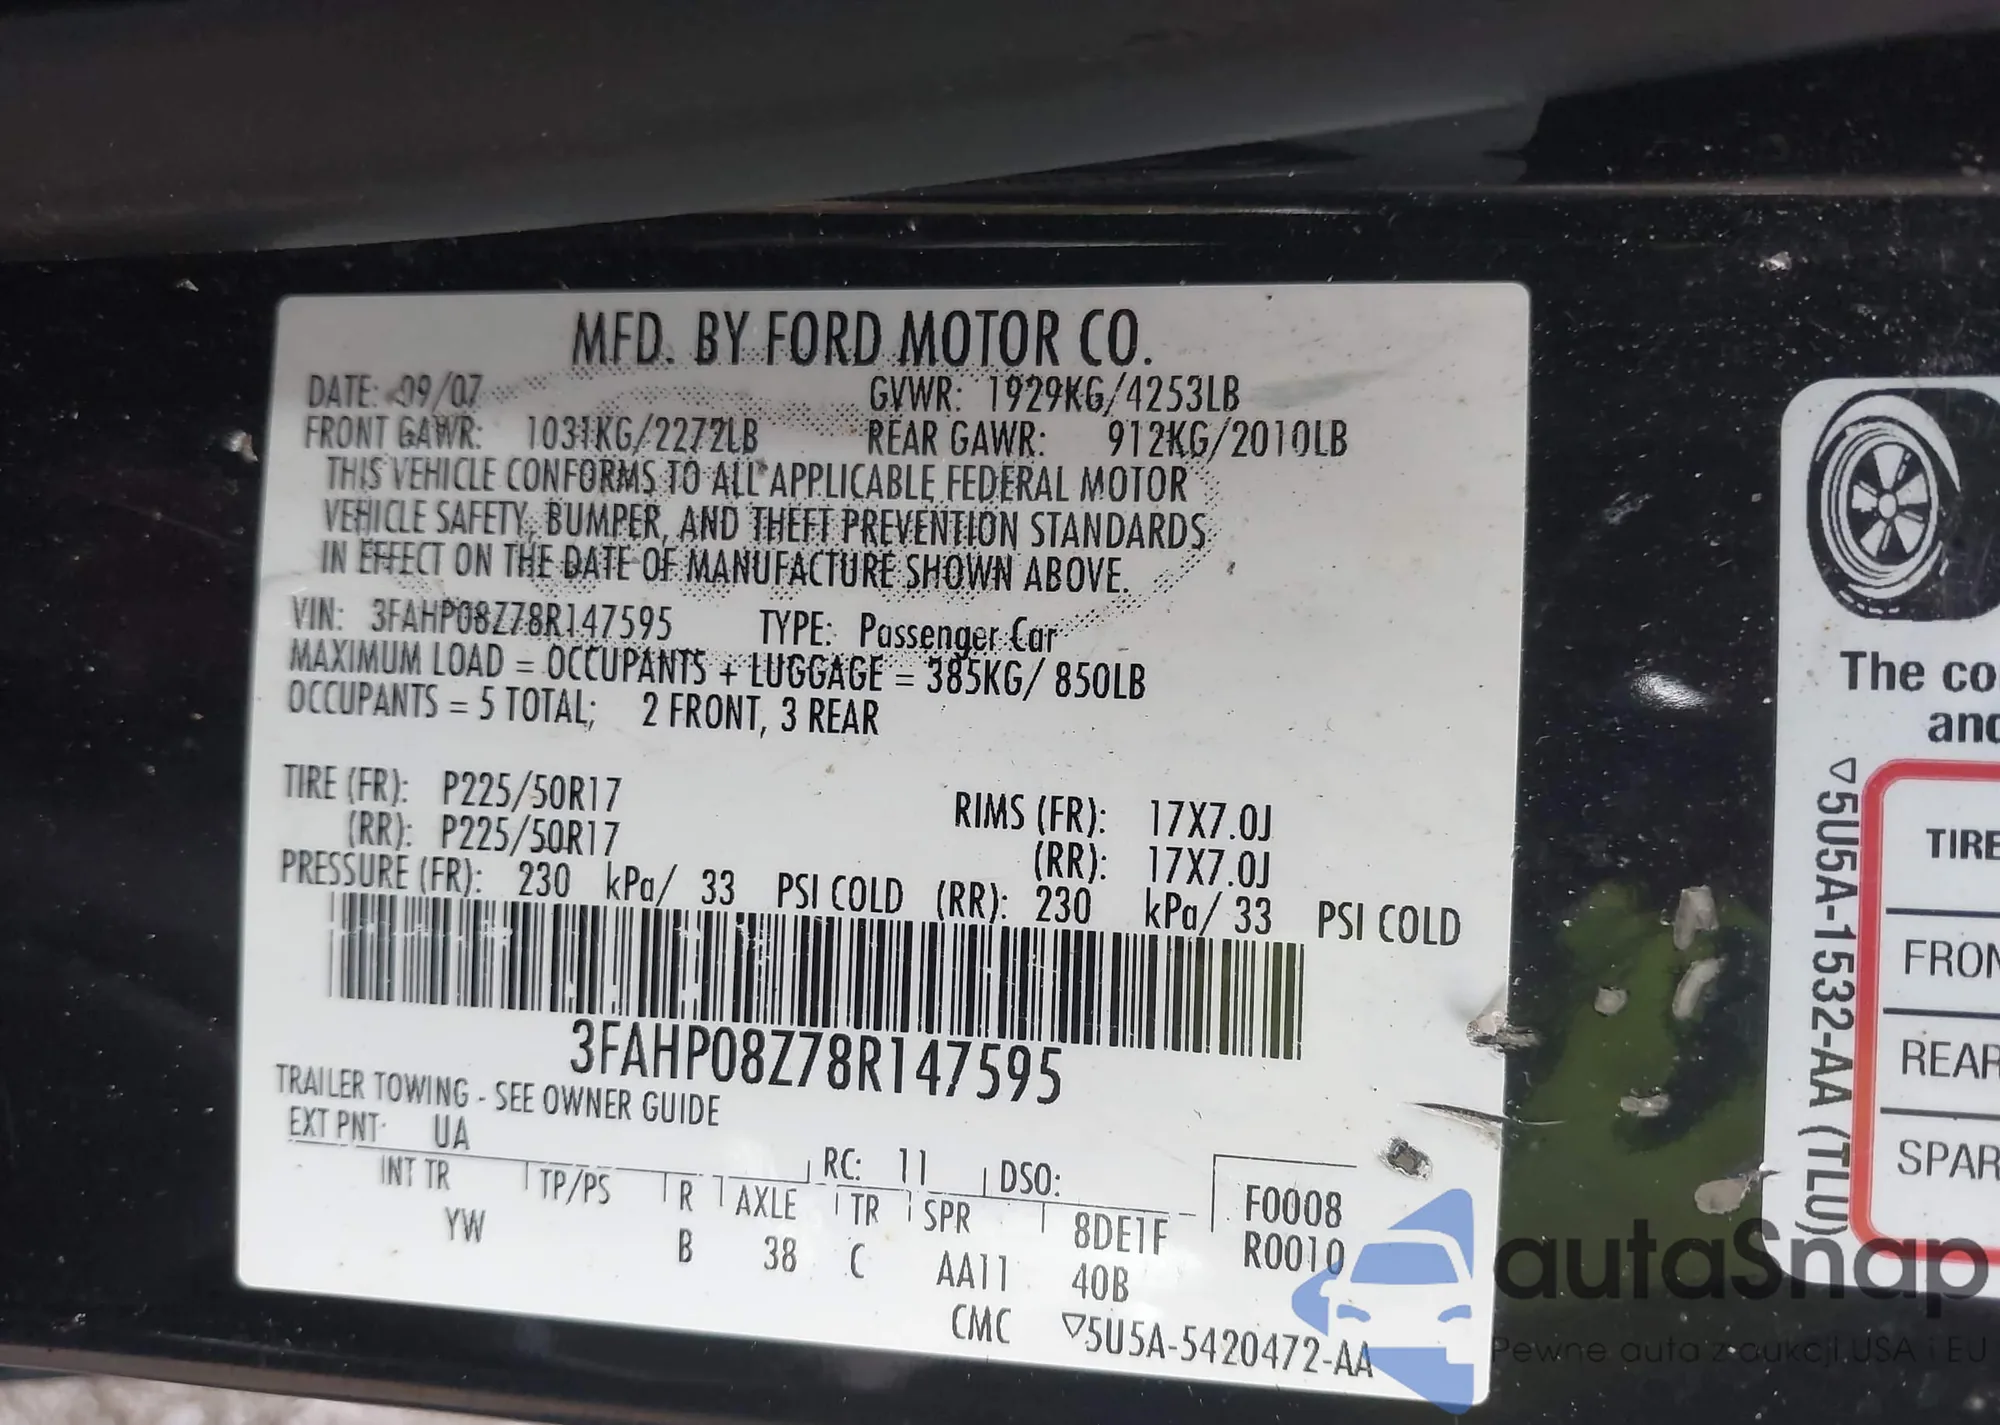 MFD. BY FORD MOTOR CO.
DATE: 09/07 GVWR: 1929KG/4253LB
FRONT GAWR: 1031KG/2272LB REAR GAWR: 912KG/2010LB
THIS VEHICLE CONFORMS TO ALL APPLICABLE FEDERAL MOTOR
VEHICLE SAFETY, BUMPER, AND THEFT PREVENTION STANDARDS
IN EFFECT ON THE DATE OF MANUFACTURE SHOWN ABOVE.
VIN: 3FAHP08Z78R147595 TYPE: Passenger Car
MAXIMUM LOAD = OCCUPANTS + LUGGAGE = 385KG/ 850LB
OCCUPANTS = 5 TOTAL; 2 FRONT, 3 REAR
TIRE (FR): P225/50R17 RIMS (FR): 17X7.0J
(RR): P225/50R17 (RR): 17X7.0J
PRESSURE (FR): 230 kPa/ 33 PSI COLD (RR): 230 kPa/ 33 PSI COLD
3FAHP08Z78R147595
TRAILER TOWING - SEE OWNER GUIDE
EXT PNT: UA RC: 11 DSO:
INT TR TP/PS R AXLE TR SPR 8DE1F F0008
YW B 38 C AA11 40B R0010
CMC ▽5U5A-5420472-AA
The co
and
▽5U5A-1532-AA (TLU)
TIRE
FRON
REAR
SPAR
autaSnap
Pewne auta z aukcji USA i EU